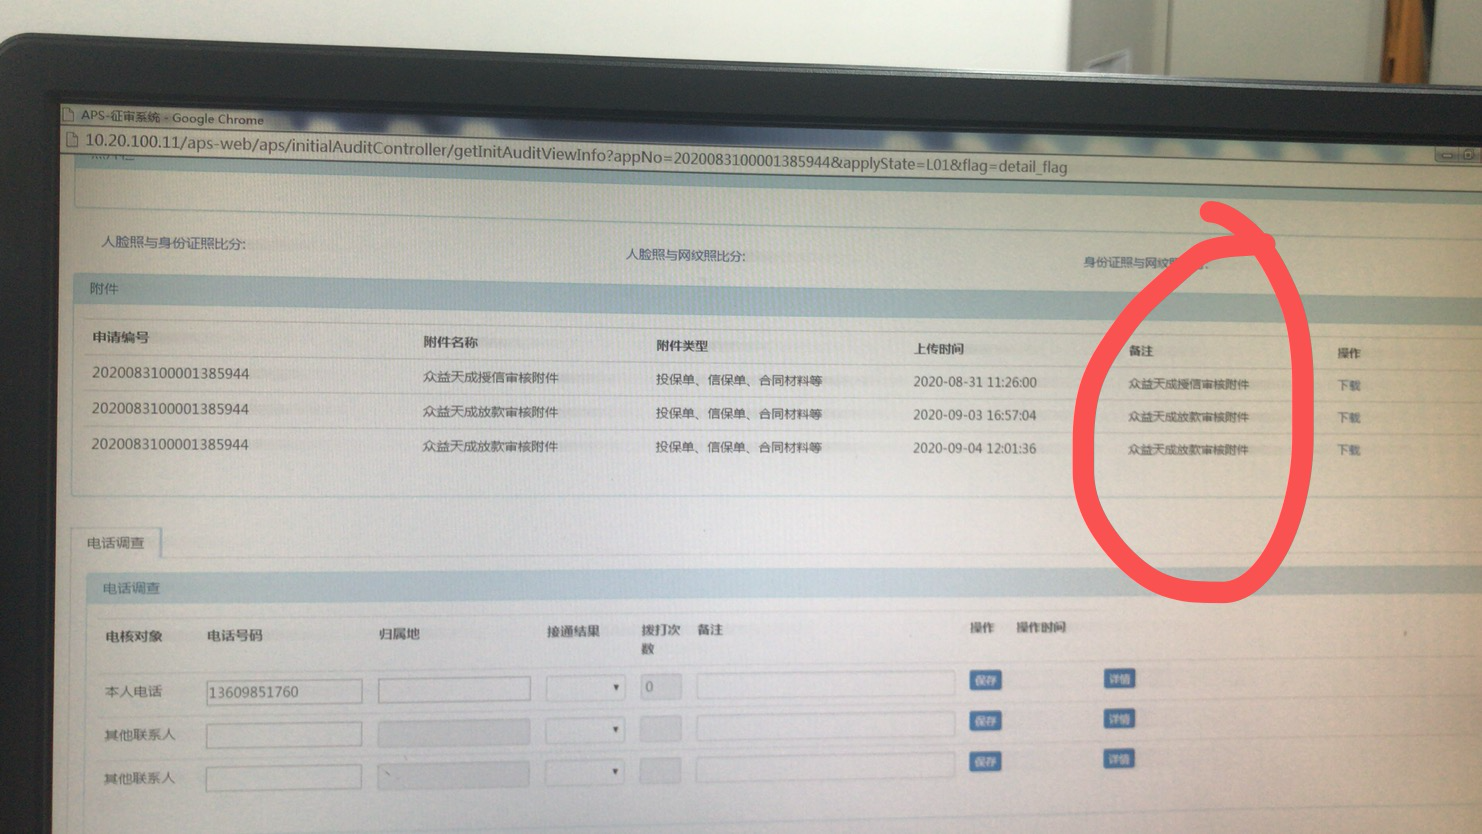 APS-征审系统 - Google Chrome
10.20.100.11/aps-web/aps/initialAuditController/getInitAuditViewInfo?appNo=2020083100001385944&applyState=L01&flag=detail_flag
人脸照与身份证照比分: 人脸照与网纹照比分: 身份证照与网纹
附件
申请编号 附件名称 附件类型 上传时间 备注 操作
2020083100001385944 众益天成授信审核附件 投保单、信保单、合同材料等 2020-08-31 11:26:00 众益天成授信审核附件 下载
2020083100001385944 众益天成放款审核附件 投保单、信保单、合同材料等 2020-09-03 16:57:04 众益天成放款审核附件 下载
2020083100001385944 众益天成放款审核附件 投保单、信保单、合同材料等 2020-09-04 12:01:36 众益天成放款审核附件 下载
电话调查
电话调查
电核对象 电话号码 归属地 接通结果 拨打次数 备注 操作 操作时间
本人电话 13609851760 0 保存 详情
其他联系人 保存 详情
其他联系人 保存 详情